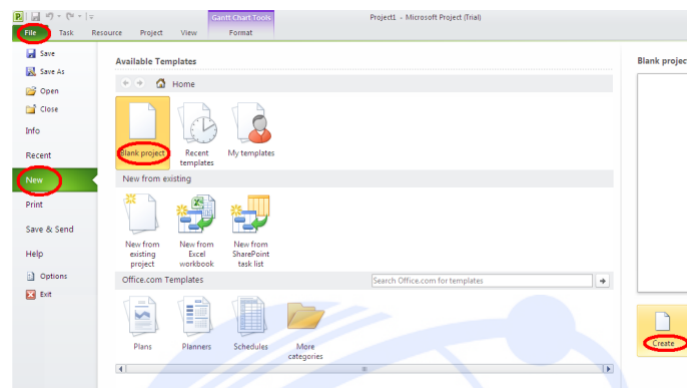 Gantt Chart Tools
Project1 - Microsoft Project (Trial)
File Task Resource Project View Format
Save
Save As
Open
Close
Info
Recent
New
Print
Save & Send
Help
Options
Exit
Available Templates
Home
Blank project
Recent templates
My templates
New from existing
New from existing project
New from Excel workbook
New from SharePoint task list
Office.com Templates
Search Office.com for templates
Plans
Planners
Schedules
More categories
Blank projec
Create